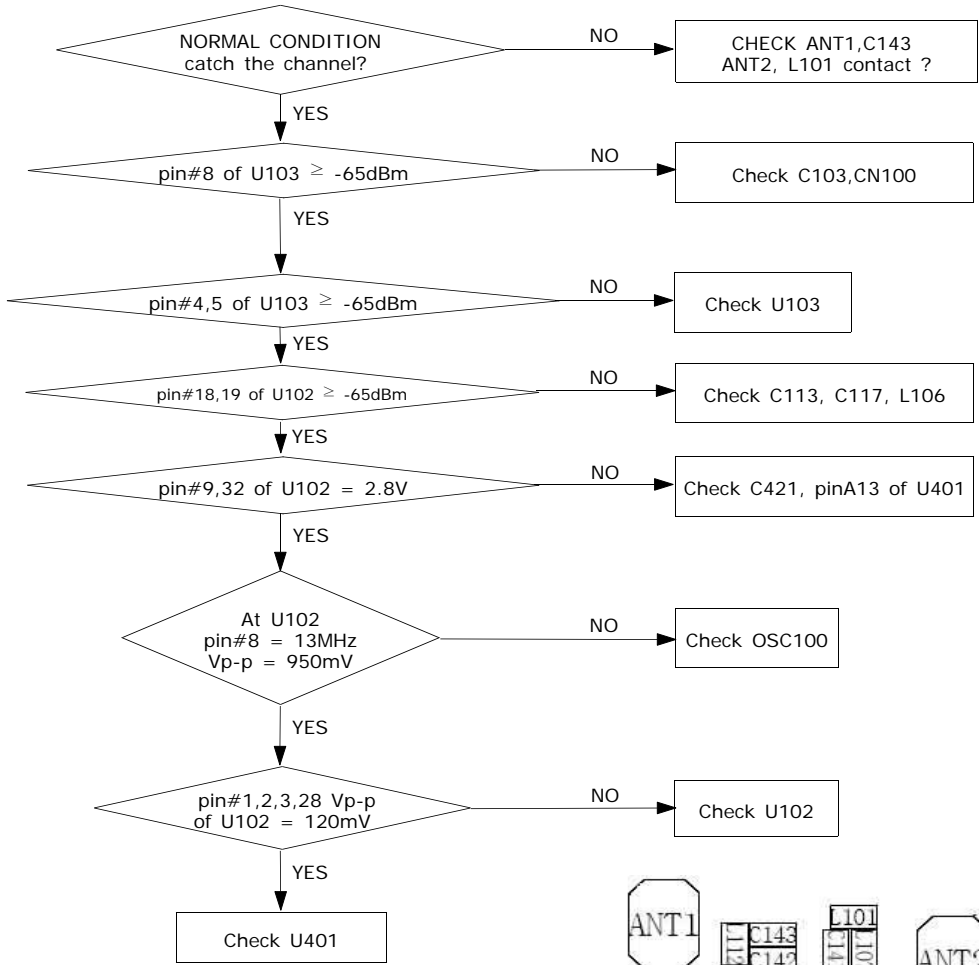 NORMAL CONDITION
catch the channel?
NO
CHECK ANT1,C143
ANT2, L101 contact ?
YES
pin#8 of U103 ≥ -65dBm
NO
Check C103,CN100
YES
pin#4,5 of U103 ≥ -65dBm
NO
Check U103
YES
pin#18,19 of U102 ≥ -65dBm
NO
Check C113, C117, L106
YES
pin#9,32 of U102 = 2.8V
NO
Check C421, pinA13 of U401
YES
At U102
pin#8 = 13MHz
Vp-p = 950mV
NO
Check OSC100
YES
pin#1,2,3,28 Vp-p
of U102 = 120mV
NO
Check U102
YES
Check U401
ANT1
C143
C142
L101